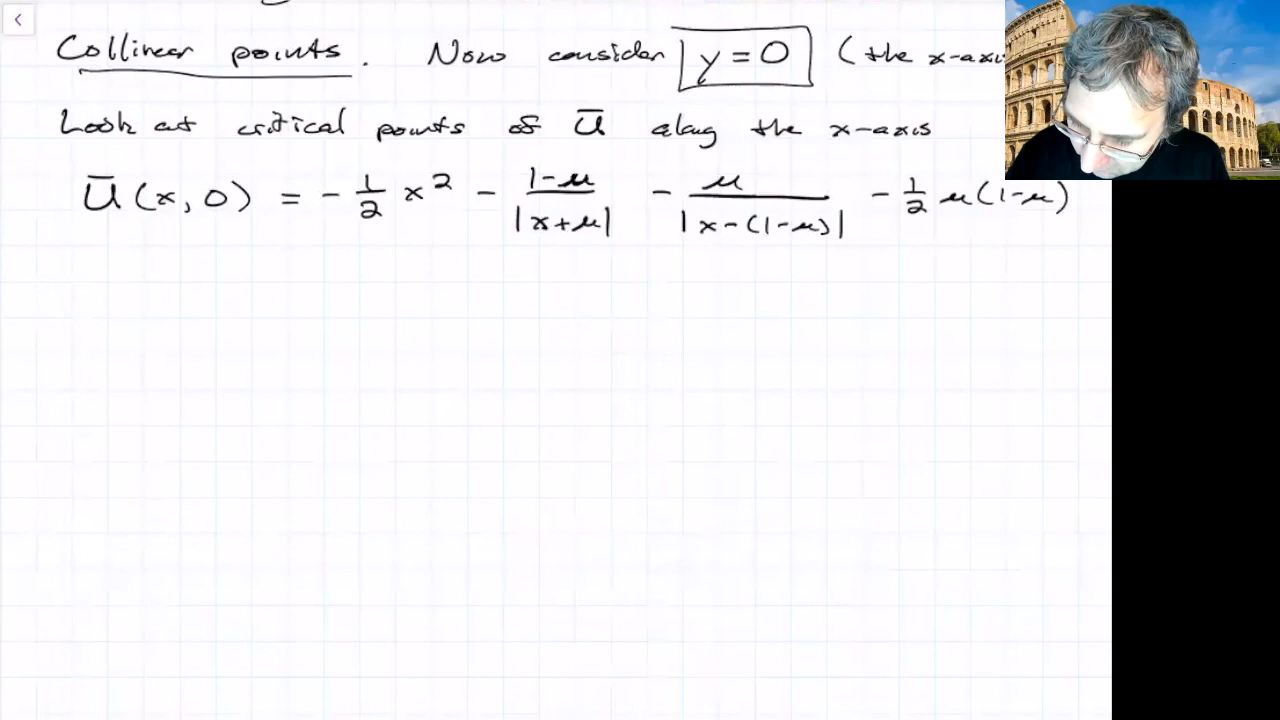 Collinear points. Now consider y = 0 (the x-axis
Look at critical points of Ū along the x-axis
Ū(x, 0) = - 1/2 x² - (1-μ)/|x+μ| - μ/|x-(1-μ)| - 1/2 μ(1-μ)